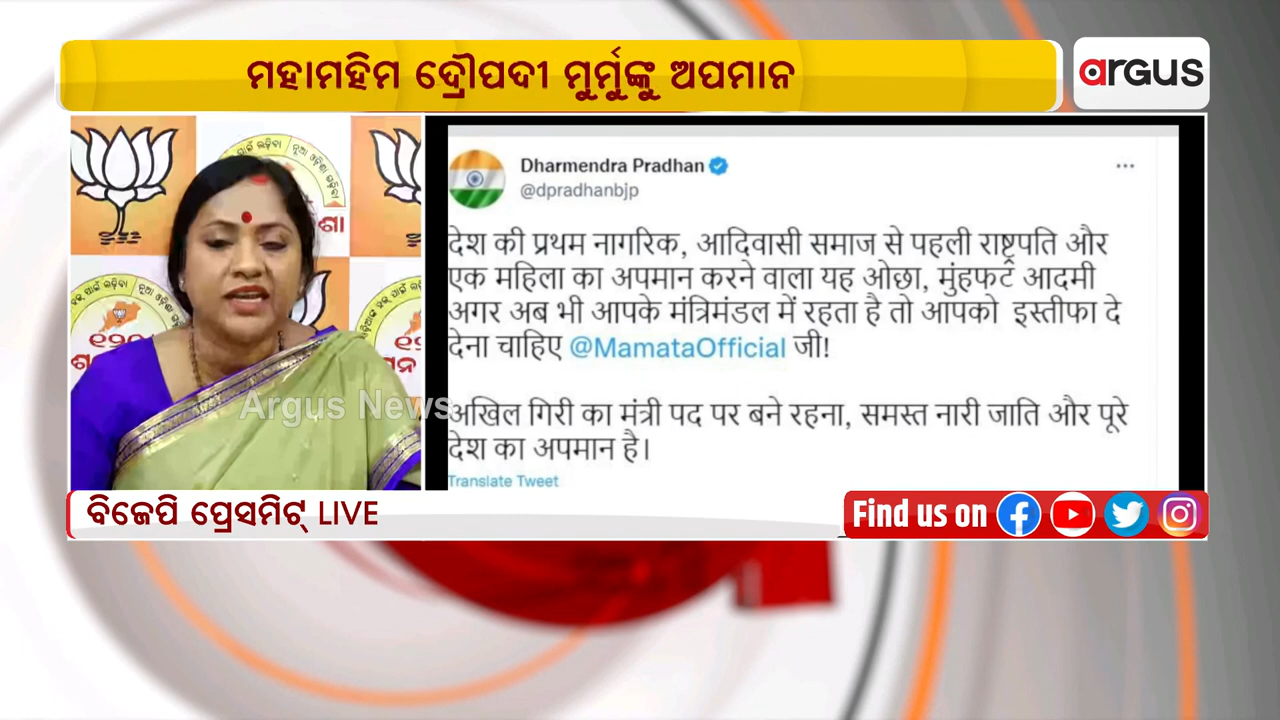 ମହାମହିମ ଦ୍ରୌପଦୀ ମୁର୍ମୁଙ୍କୁ ଅପମାନ
argus
Dharmendra Pradhan
@dpradhanbjp
देश की प्रथम नागरिक, आदिवासी समाज से पहली राष्ट्रपति और
एक महिला का अपमान करने वाला यह ओछा, मुंहफट आदमी
अगर अब भी आपके मंत्रिमंडल में रहता है तो आपको इस्तीफा दे
देना चाहिए @MamataOfficial जी!
अखिल गिरी का मंत्री पद पर बने रहना, समस्त नारी जाति और पूरे
देश का अपमान है।
Translate Tweet
Argus News
ବିଜେପି ପ୍ରେସମିଟ୍ LIVE
Find us on